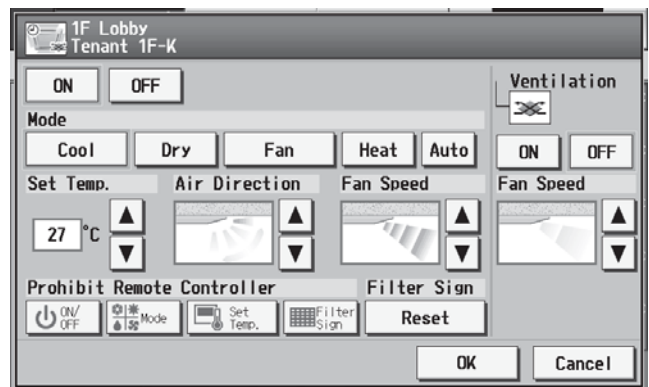 1F Lobby
Tenant 1F-K
ON OFF
Ventilation
Mode
Cool Dry Fan Heat Auto
ON OFF
Set Temp. Air Direction Fan Speed
Fan Speed
27 °C
Prohibit Remote Controller Filter Sign
ON/OFF Mode Set Temp. Filter Sign Reset
OK Cancel